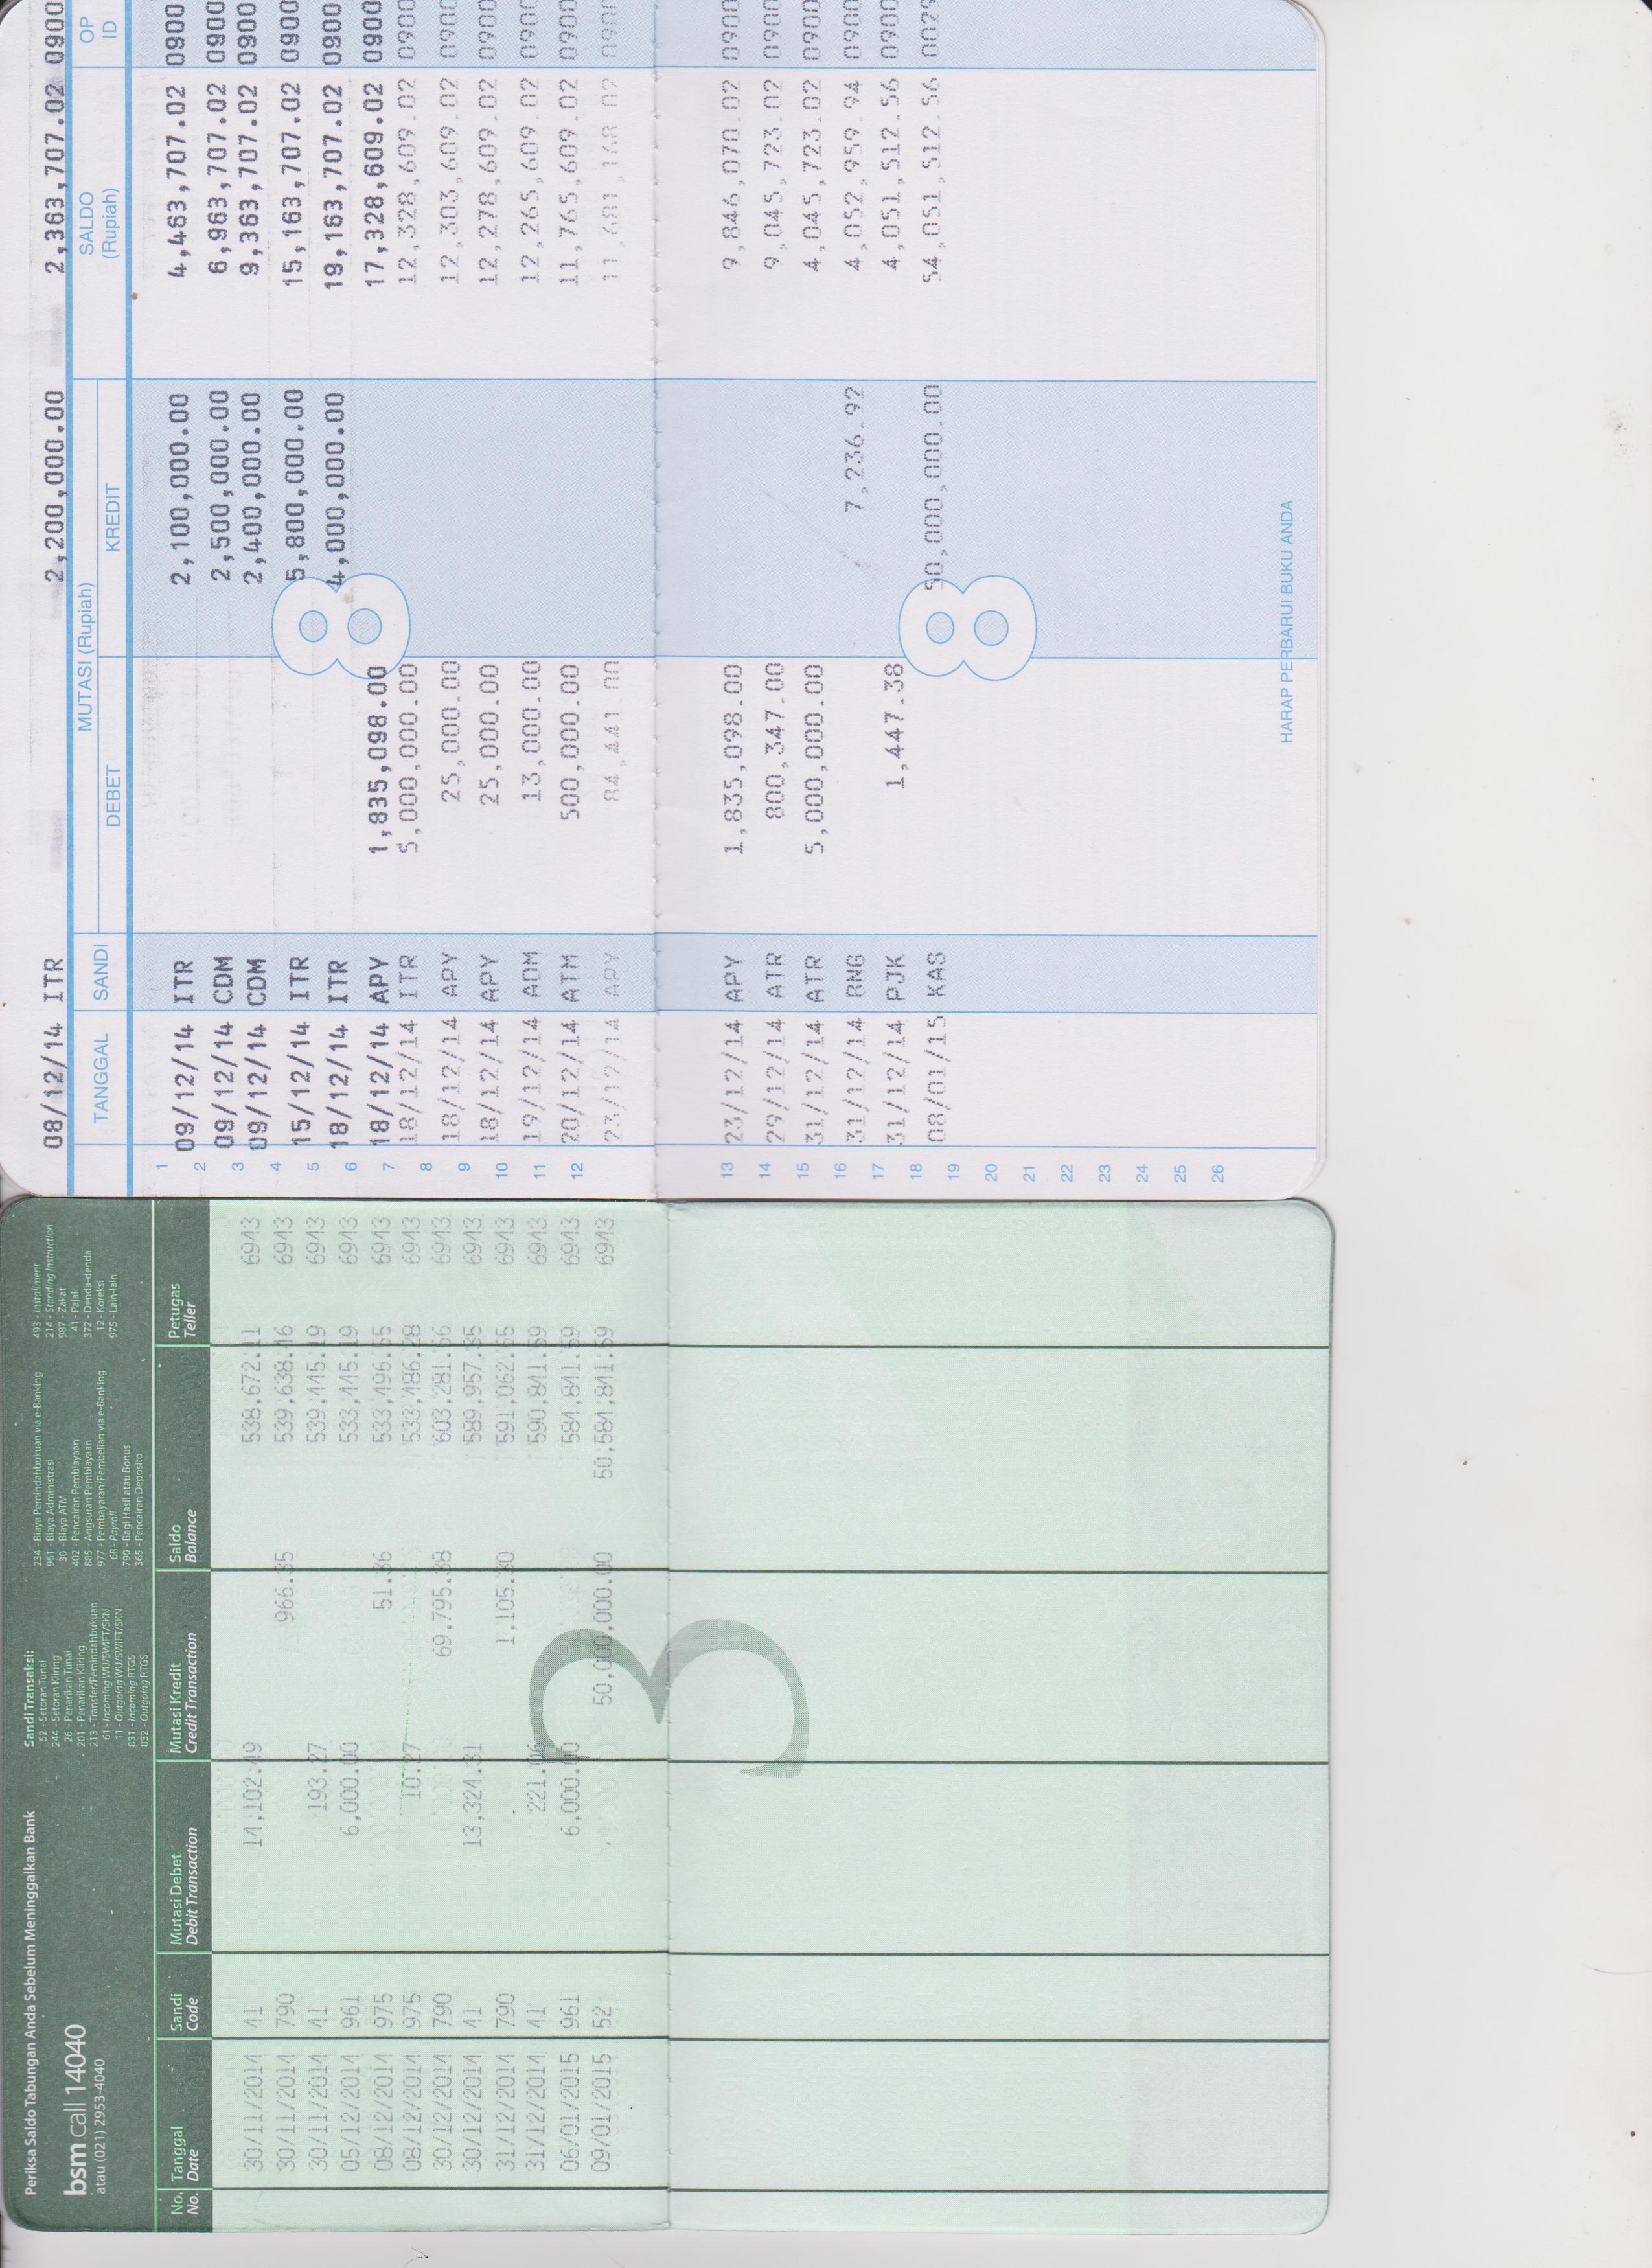 08/12/14 ITR 2,200,000.00 2,363,707.02 0900
TANGGAL SANDI MUTASI (Rupiah) SALDO (Rupiah) OP ID
DEBET KREDIT
1 09/12/14 ITR 2,100,000.00 4,463,707.02 0900
2 09/12/14 CDM 2,500,000.00 6,963,707.02 0900
3 09/12/14 CDM 2,400,000.00 9,363,707.02 0900
4 15/12/14 ITR 5,800,000.00 15,163,707.02 0900
5 18/12/14 ITR 4,000,000.00 19,163,707.02 0900
6 18/12/14 APY 1,835,098.00 17,328,609.02 0900
7 18/12/14 ITR 5,000,000.00 12,328,609.02 0900
8 18/12/14 APY 25,000.00 12,303,609.02 0900
9 18/12/14 APY 25,000.00 12,278,609.02 0900
10 19/12/14 ADM 13,000.00 12,265,609.02 0900
11 20/12/14 ATM 500,000.00 11,765,609.02 0900
12 23/12/14 APY 84,441.00 11,681,168.02 0900
8
13 23/12/14 APY 1,835,098.00 9,846,070.02 0900
14 29/12/14 ATR 800,347.00 9,045,723.02 0900
15 31/12/14 ATR 5,000,000.00 4,045,723.02 0900
16 31/12/14 BNG 7,236.92 4,052,959.94 0900
17 31/12/14 PJK 1,447.38 4,051,512.56 0900
18 08/01/15 KAS 50,000,000.00 54,051,512.56 0029
19
20
21
22
23
24
25
26
8
HARAP PERBARUI BUKU ANDA
Periksa Saldo Tabungan Anda Sebelum Meninggalkan Bank
bsm call 14040
atau (021) 2953-4040
Sandi Transaksi:
52 - Setoran Tunai
244 - Setoran Kliring
26 - Penarikan Tunai
201 - Penarikan Kliring
213 - Transfer/Pemindahbukuan
61 - Incoming WU/SWIFT/SKN
11 - Outgoing WU/SWIFT/SKN
831 - Incoming RTGS
832 - Outgoing RTGS
234 - Biaya Pemindahbukuan via e-Banking
961 - Biaya Administrasi
30 - Biaya ATM
402 - Pencairan Pembiayaan
885 - Angsuran Pembiayaan
977 - Pembayaran/Pembelian via e-Banking
68 - Payroll
790 - Bagi Hasil atau Bonus
365 - Pencairan Deposito
493 - Installment
214 - Standing Instruction
987 - Zakat
41 - Pajak
372 - Denda-denda
12 - Koreksi
975 - Lain-lain
No. Tanggal Sandi Mutasi Debet Mutasi Kredit Saldo Petugas
No. Date Code Debit Transaction Credit Transaction Balance Teller
30/11/2014 41 14,102.49 538,672.11 6943
30/11/2014 790 966.35 539,638.46 6943
30/11/2014 41 193.27 539,445.19 6943
05/12/2014 961 6,000.00 533,445.19 6943
08/12/2014 975 51.36 533,496.55 6943
08/12/2014 975 10.27 533,486.28 6943
30/12/2014 790 69,795.38 603,281.66 6943
30/12/2014 41 13,324.31 589,957.35 6943
31/12/2014 790 1,105.30 591,062.65 6943
31/12/2014 41 221.06 590,841.59 6943
06/01/2015 961 6,000.00 584,841.59 6943
09/01/2015 52 50,000,000.00 50,584,841.59 6943
3